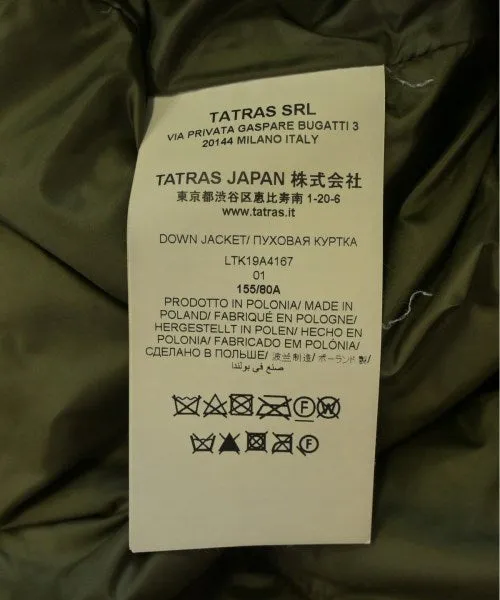 TATRAS SRL
VIA PRIVATA GASPARE BUGATTI 3
20144 MILANO ITALY
TATRAS JAPAN 株式会社
東京都渋谷区恵比寿南 1-20-6
www.tatras.it
DOWN JACKET/ ПУХОВАЯ КУРТКА
LTK19A4167
01
155/80A
PRODOTTO IN POLONIA/ MADE IN
POLAND/ FABRIQUÉ EN POLOGNE/
HERGESTELLT IN POLEN/ HECHO EN
POLONIA/ FABRICADO EM POLÓNIA/
СДЕЛАНО В ПОЛЬШЕ/ 波兰制造/ ポーランド製/
صنع في بولندا
F W
F